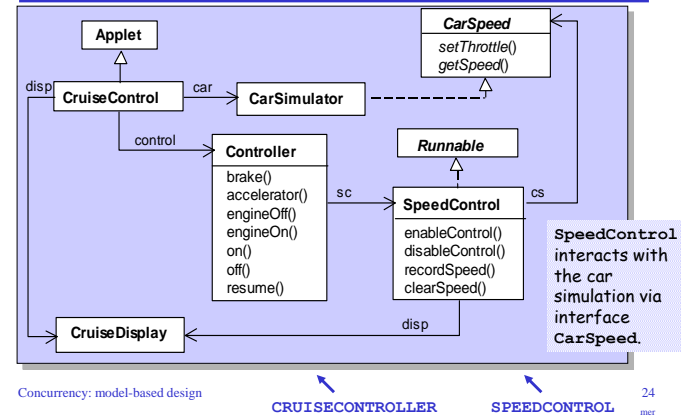 Applet
CarSpeed
setThrottle()
getSpeed()
disp
CruiseControl
car
CarSimulator
control
Controller
brake()
accelerator()
engineOff()
engineOn()
on()
off()
resume()
Runnable
sc
SpeedControl
cs
enableControl()
disableControl()
recordSpeed()
clearSpeed()
SpeedControl
interacts with
the car
simulation via
interface
CarSpeed.
CruiseDisplay
disp
Concurrency: model-based design
CRUISECONTROLLER
SPEEDCONTROL
24
mer